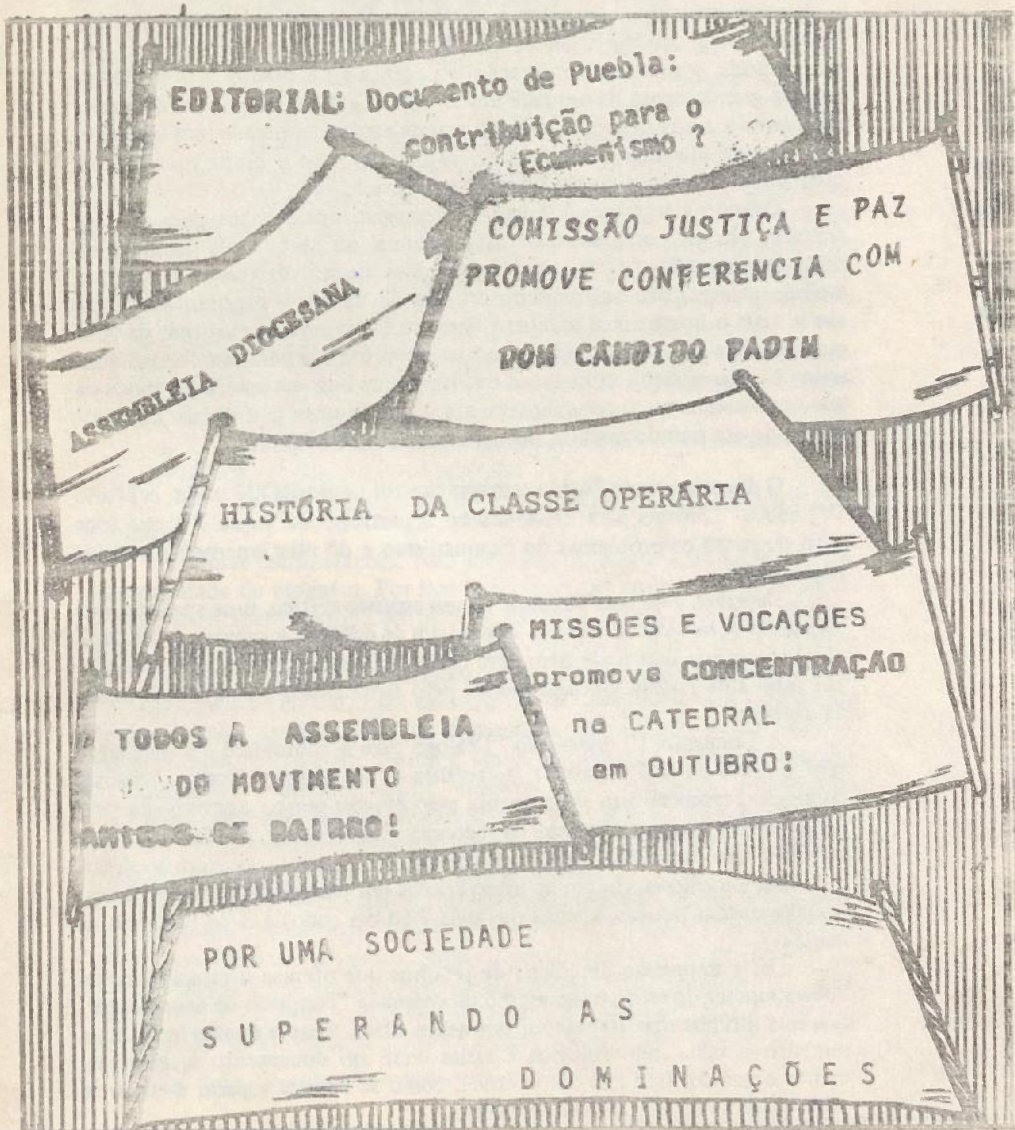 EDITORIAL: Documento de Puebla:
contribuição para o
Ecumenismo ?
COMISSÃO JUSTIÇA E PAZ
PROMOVE CONFERENCIA COM
DOM CÂNDIDO PADIM
ASSEMBLÉIA DIOCESANA
HISTÓRIA DA CLASSE OPERÁRIA
MISSÕES E VOCAÇÕES
promove CONCENTRAÇÃO
na CATEDRAL
em OUTUBRO!
TODOS A ASSEMBLÉIA
DO MOVIMENTO
AMIGOS DE BAIRRO!
POR UMA SOCIEDADE
SUPERANDO AS
DOMINAÇÕES